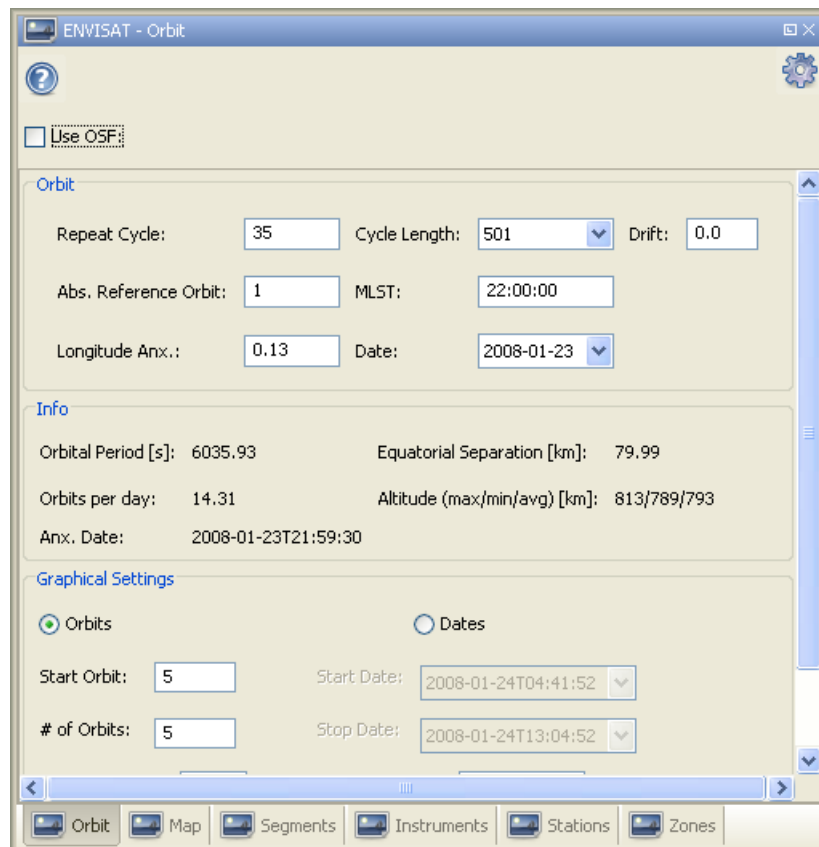 ENVISAT - Orbit
Use OSF:
Orbit
Repeat Cycle: 35 Cycle Length: 501 Drift: 0.0
Abs. Reference Orbit: 1 MLST: 22:00:00
Longitude Anx.: 0.13 Date: 2008-01-23
Info
Orbital Period [s]: 6035.93 Equatorial Separation [km]: 79.99
Orbits per day: 14.31 Altitude (max/min/avg) [km]: 813/789/793
Anx. Date: 2008-01-23T21:59:30
Graphical Settings
Orbits Dates
Start Orbit: 5 Start Date: 2008-01-24T04:41:52
# of Orbits: 5 Stop Date: 2008-01-24T13:04:52
Orbit Map Segments Instruments Stations Zones